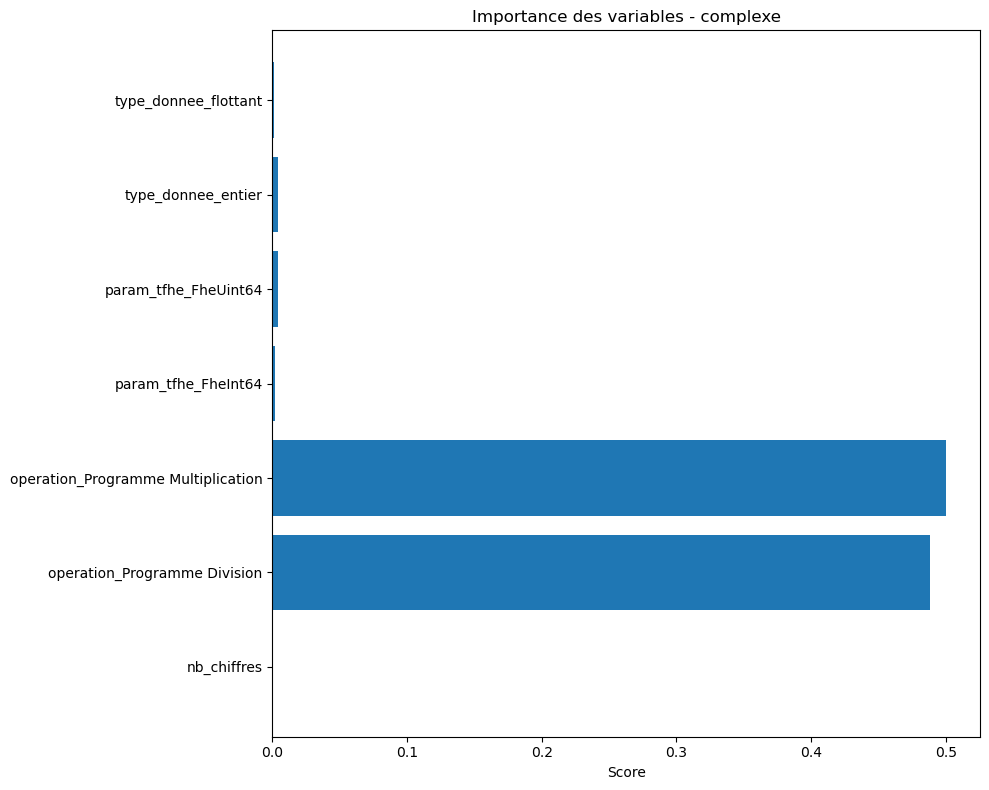 Importance des variables - complexe
type_donnee_flottant
type_donnee_entier
param_tfhe_FheUint64
param_tfhe_FheInt64
operation_Programme Multiplication
operation_Programme Division
nb_chiffres
0.0 0.1 0.2 0.3 0.4 0.5
Score